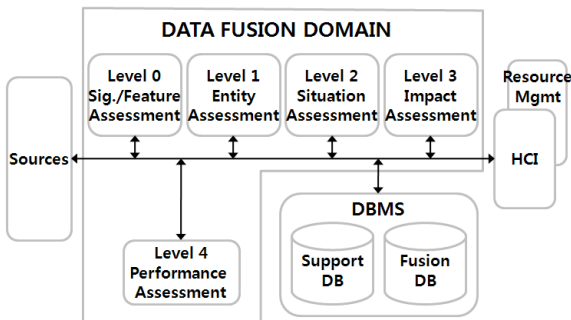 DATA FUSION DOMAIN
Level 0
Sig./Feature
Assessment
Level 1
Entity
Assessment
Level 2
Situation
Assessment
Level 3
Impact
Assessment
Resource
Mgmt
Sources
HCI
Level 4
Performance
Assessment
DBMS
Support
DB
Fusion
DB